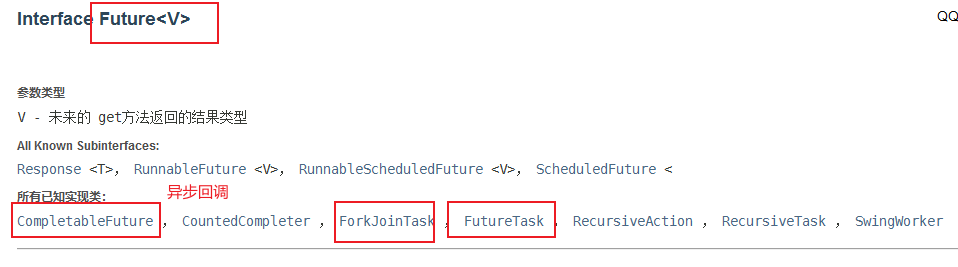 Interface Future<V>
QQ
参数类型
V - 未来的 get方法返回的结果类型
All Known Subinterfaces:
Response <T>， RunnableFuture <V>， RunnableScheduledFuture <V>， ScheduledFuture <
所有已知实现类：
异步回调
CompletableFuture ， CountedCompleter ， ForkJoinTask ， FutureTask ， RecursiveAction ， RecursiveTask ， SwingWorker